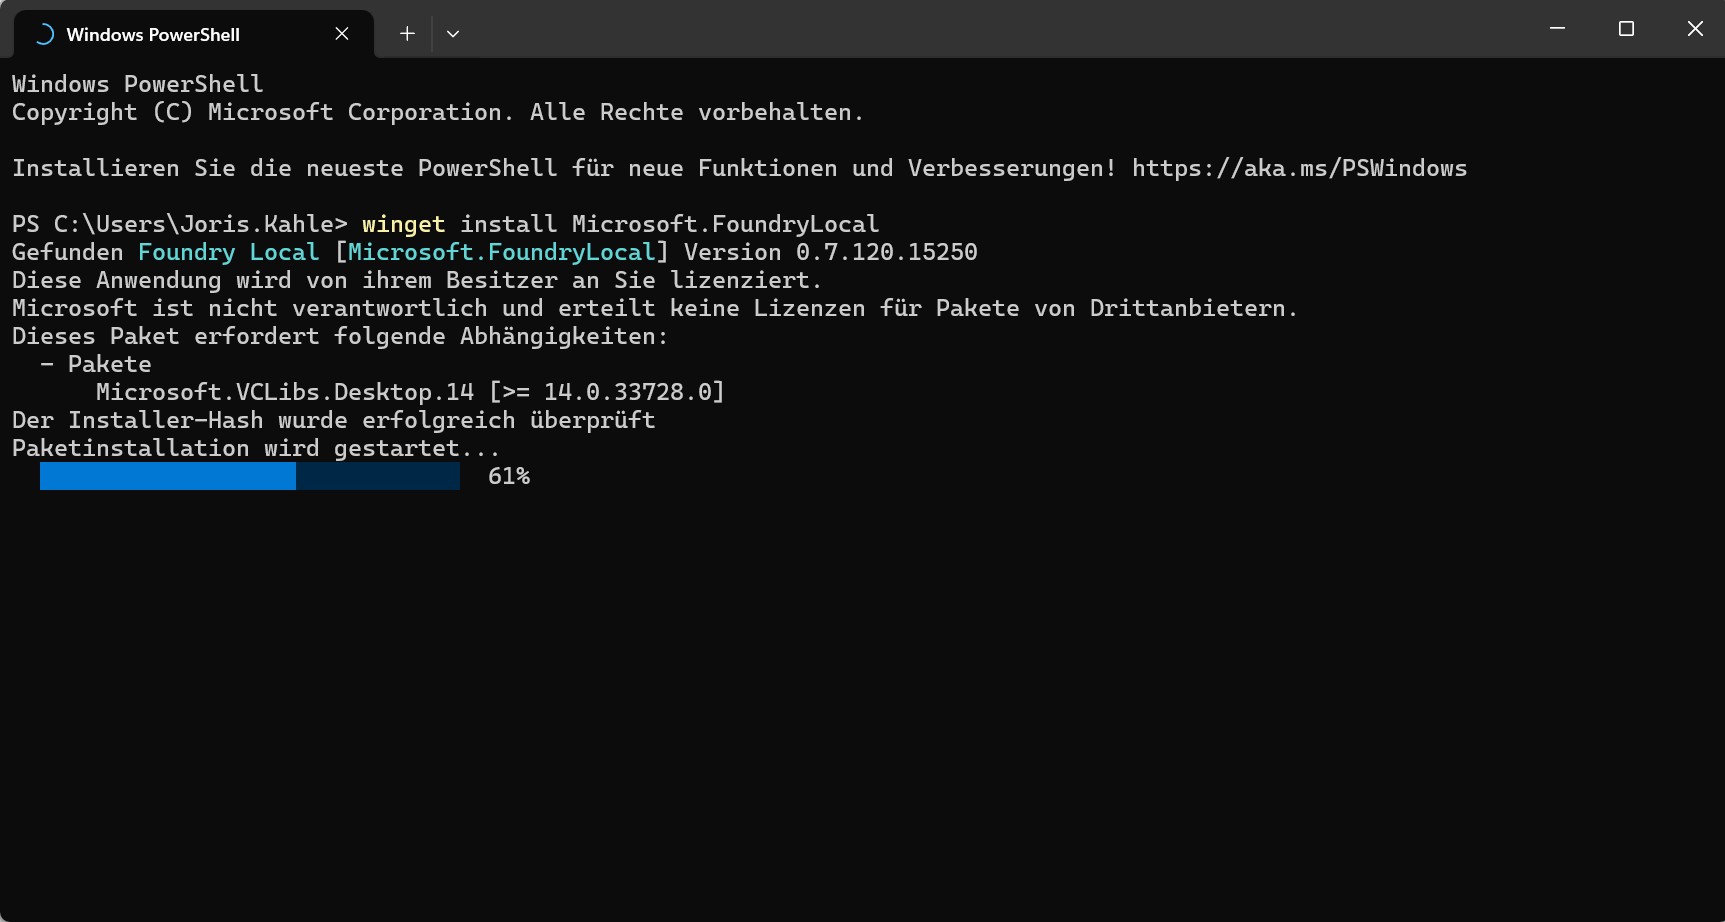 Windows PowerShell
Windows PowerShell
Copyright (C) Microsoft Corporation. Alle Rechte vorbehalten.
Installieren Sie die neueste PowerShell für neue Funktionen und Verbesserungen! https://aka.ms/PSWindows
PS C:\Users\Joris.Kahle> winget install Microsoft.FoundryLocal
Gefunden Foundry Local [Microsoft.FoundryLocal] Version 0.7.120.15250
Diese Anwendung wird von ihrem Besitzer an Sie lizenziert.
Microsoft ist nicht verantwortlich und erteilt keine Lizenzen für Pakete von Drittanbietern.
Dieses Paket erfordert folgende Abhängigkeiten:
  - Pakete
      Microsoft.VCLibs.Desktop.14 [>= 14.0.33728.0]
Der Installer-Hash wurde erfolgreich überprüft
Paketinstallation wird gestartet...
61%